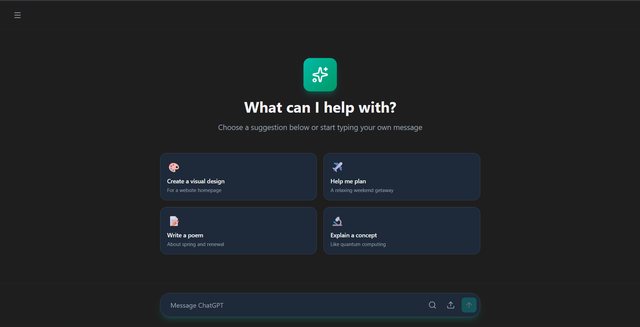 What can I help with?
Choose a suggestion below or start typing your own message
Create a visual design
For a website homepage
Help me plan
A relaxing weekend getaway
Write a poem
About spring and renewal
Explain a concept
Like quantum computing
Message ChatGPT